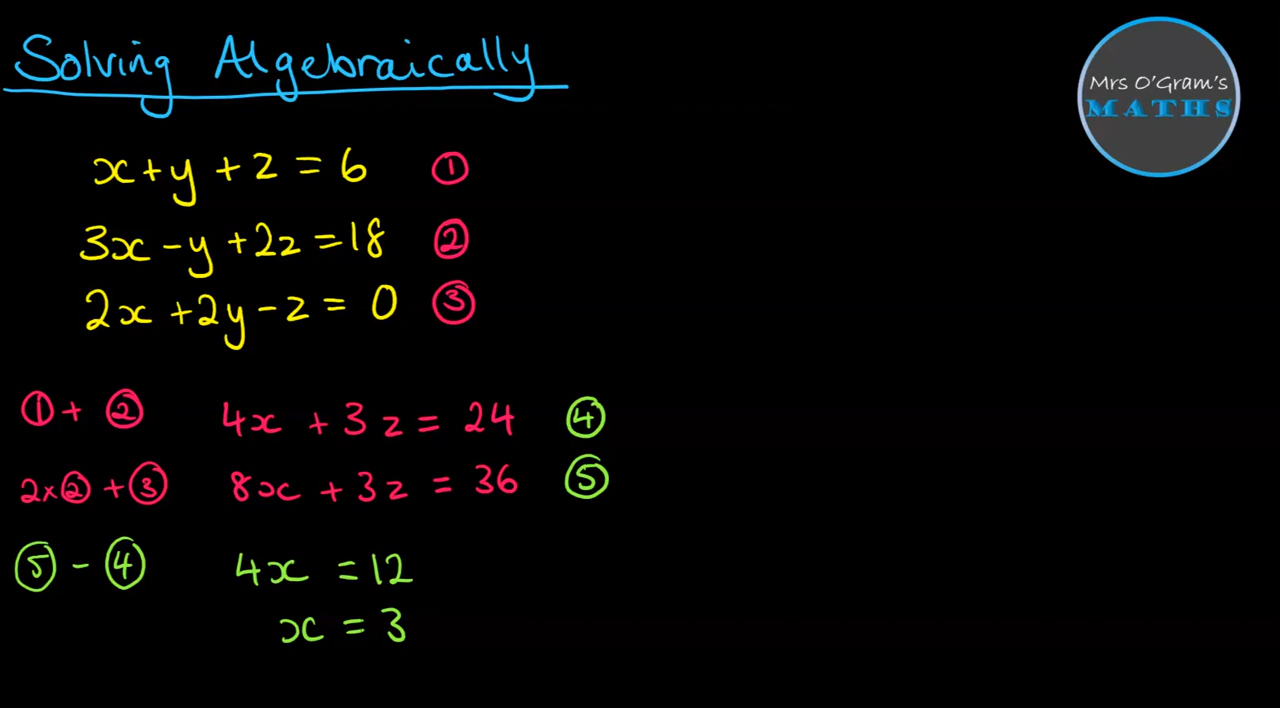 Solving Algebraically
Mrs O'Gram's
MATHS
x + y + z = 6 ①
3x - y + 2z = 18 ②
2x + 2y - z = 0 ③
① + ② 4x + 3z = 24 ④
2×② + ③ 8x + 3z = 36 ⑤
⑤ - ④ 4x = 12
x = 3